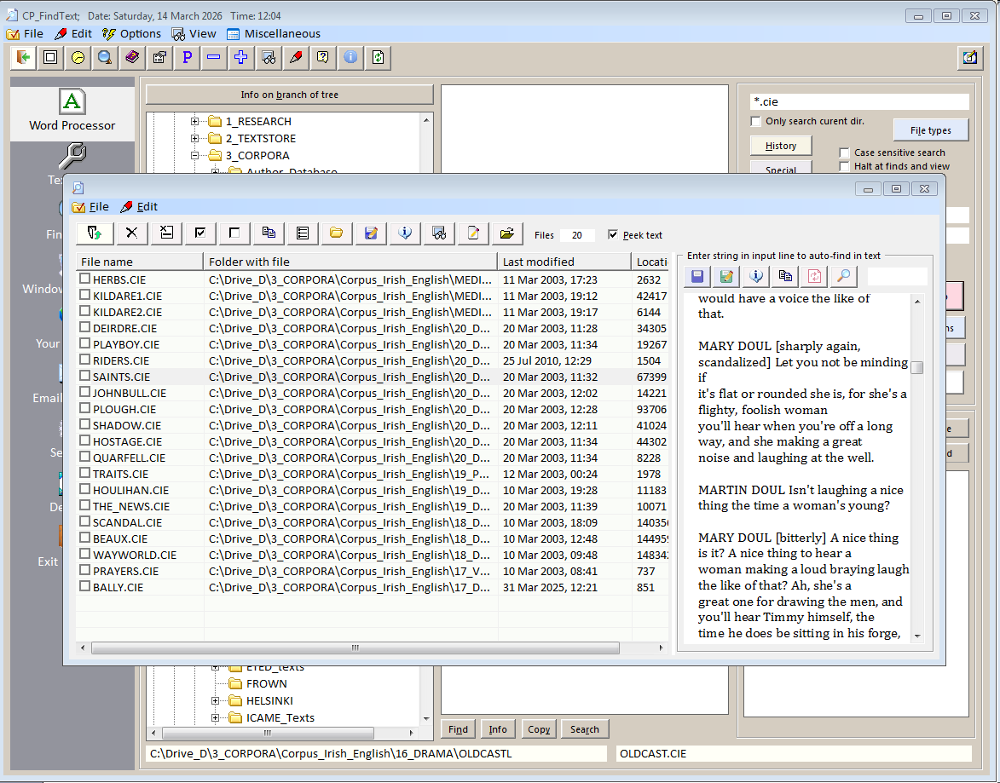 CP_FindText; Date: Saturday, 14 March 2026 Time: 12:04
File Edit Options View Miscellaneous
P
Word Processor
Info on branch of tree
1_RESEARCH
2_TEXTSTORE
3_CORPORA
Author_Database
*.cie
Only search curent dir.
File types
History
Case sensitive search
Halt at finds and view
Special
Windo
Your
Email
Se
De
Exit
File Edit
Files 20 Peek text
File name Folder with file Last modified Locati
HERBS.CIE C:\Drive_D\3_CORPORA\Corpus_Irish_English\MEDI... 11 Mar 2003, 17:23 2632
KILDARE1.CIE C:\Drive_D\3_CORPORA\Corpus_Irish_English\MEDI... 11 Mar 2003, 19:12 42417
KILDARE2.CIE C:\Drive_D\3_CORPORA\Corpus_Irish_English\MEDI... 11 Mar 2003, 19:17 6144
DEIRDRE.CIE C:\Drive_D\3_CORPORA\Corpus_Irish_English\20_D... 20 Mar 2003, 11:28 34305
PLAYBOY.CIE C:\Drive_D\3_CORPORA\Corpus_Irish_English\20_D... 20 Mar 2003, 11:34 19267
RIDERS.CIE C:\Drive_D\3_CORPORA\Corpus_Irish_English\20_D... 25 Jul 2010, 12:29 1504
SAINTS.CIE C:\Drive_D\3_CORPORA\Corpus_Irish_English\20_D... 20 Mar 2003, 11:32 67399
JOHNBULL.CIE C:\Drive_D\3_CORPORA\Corpus_Irish_English\20_D... 20 Mar 2003, 12:02 14221
PLOUGH.CIE C:\Drive_D\3_CORPORA\Corpus_Irish_English\20_D... 20 Mar 2003, 12:28 93706
SHADOW.CIE C:\Drive_D\3_CORPORA\Corpus_Irish_English\20_D... 20 Mar 2003, 12:11 41024
HOSTAGE.CIE C:\Drive_D\3_CORPORA\Corpus_Irish_English\20_D... 20 Mar 2003, 11:34 44302
QUARFELL.CIE C:\Drive_D\3_CORPORA\Corpus_Irish_English\20_D... 20 Mar 2003, 11:34 8228
TRAITS.CIE C:\Drive_D\3_CORPORA\Corpus_Irish_English\19_P... 12 Mar 2003, 00:24 1978
HOULIHAN.CIE C:\Drive_D\3_CORPORA\Corpus_Irish_English\19_D... 10 Mar 2003, 19:28 11183
THE_NEWS.CIE C:\Drive_D\3_CORPORA\Corpus_Irish_English\19_D... 20 Mar 2003, 11:39 10071
SCANDAL.CIE C:\Drive_D\3_CORPORA\Corpus_Irish_English\18_D... 10 Mar 2003, 18:09 14035
BEAUX.CIE C:\Drive_D\3_CORPORA\Corpus_Irish_English\18_D... 10 Mar 2003, 12:48 14495
WAYWORLD.CIE C:\Drive_D\3_CORPORA\Corpus_Irish_English\18_D... 10 Mar 2003, 09:48 14834
PRAYERS.CIE C:\Drive_D\3_CORPORA\Corpus_Irish_English\17_V... 10 Mar 2003, 08:41 737
BALLY.CIE C:\Drive_D\3_CORPORA\Corpus_Irish_English\17_D... 31 Mar 2025, 12:21 851
Enter string in input line to auto-find in text
would have a voice the like of
that.
MARY DOUL [sharply again,
scandalized] Let you not be minding
if
it's flat or rounded she is, for she's a
flighty, foolish woman
you'll hear when you're off a long
way, and she making a great
noise and laughing at the well.
MARTIN DOUL Isn't laughing a nice
thing the time a woman's young?
MARY DOUL [bitterly] A nice thing
is it? A nice thing to hear a
woman making a loud braying laugh
the like of that? Ah, she's a
great one for drawing the men, and
you'll hear Timmy himself, the
time he does be sitting in his forge,
ETED_texts
FROWN
HELSINKI
ICAME_Texts
Find Info Copy Search
C:\Drive_D\3_CORPORA\Corpus_Irish_English\16_DRAMA\OLDCASTL
OLDCAST.CIE